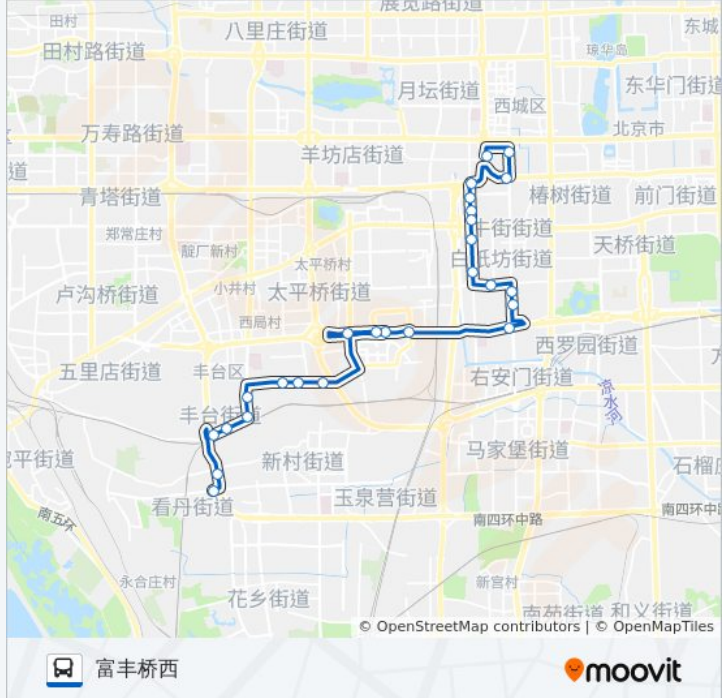 展览路街道
田村
八里庄街道
东城
田村路街道
琼华岛
月坛街道
东华门街道
西城区
万寿路街道
北京市
羊坊店街道
道
青塔街道
椿树街道
前门街道
牛街街道
郑常庄村
天桥街道
靛厂新村
白纸坊街道
太平桥村
小井村
太平桥街道
卢沟桥街道
西局村
西罗园街道
五里店街道
丰台区
右安门街道
凉水河
丰台街道
马家堡街道
宛平街道
新村街道
石榴庄
看丹街道
玉泉营街道
南五环
南四环中路
南四环中路
永合庄村
新宫村
花乡街道
南苑街道
和义街道
© OpenStreetMap contributors | © OpenMapTiles
富丰桥西
moovit